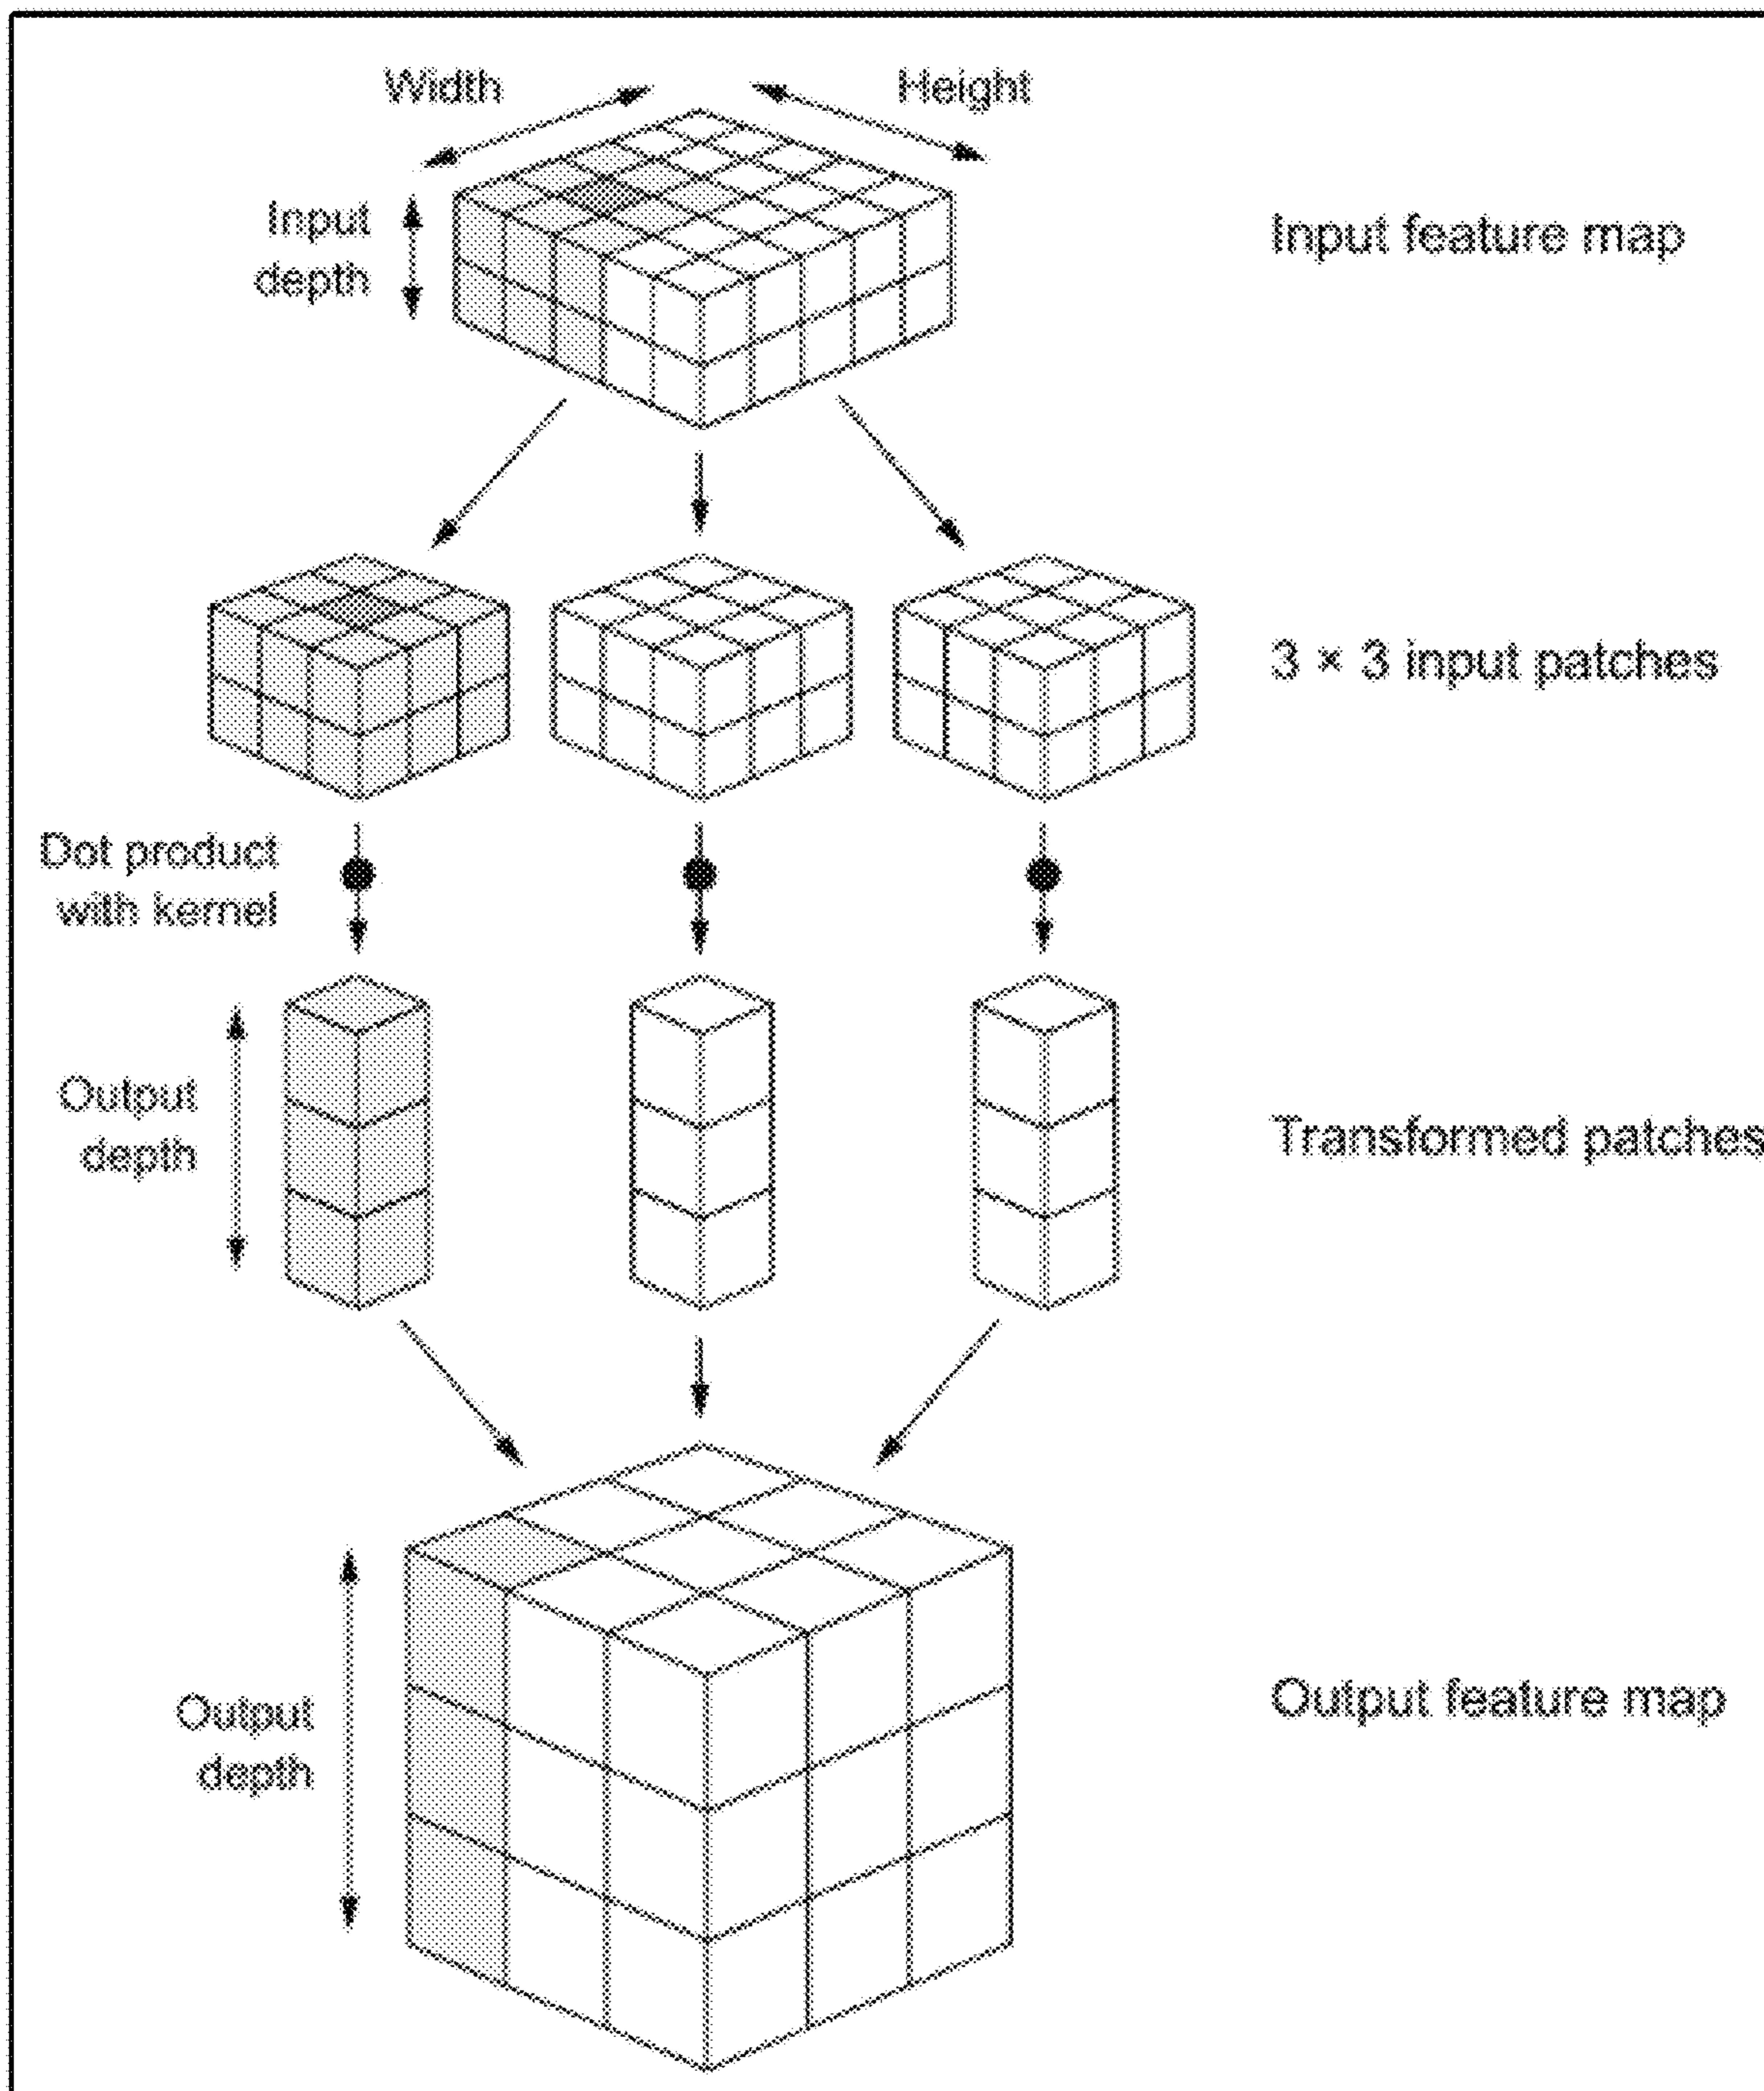 Width
Height
Input
depth
Input feature map
3 × 3 input patches
Dot product
with kernel
Output
depth
Transformed patches
Output
depth
Output feature map